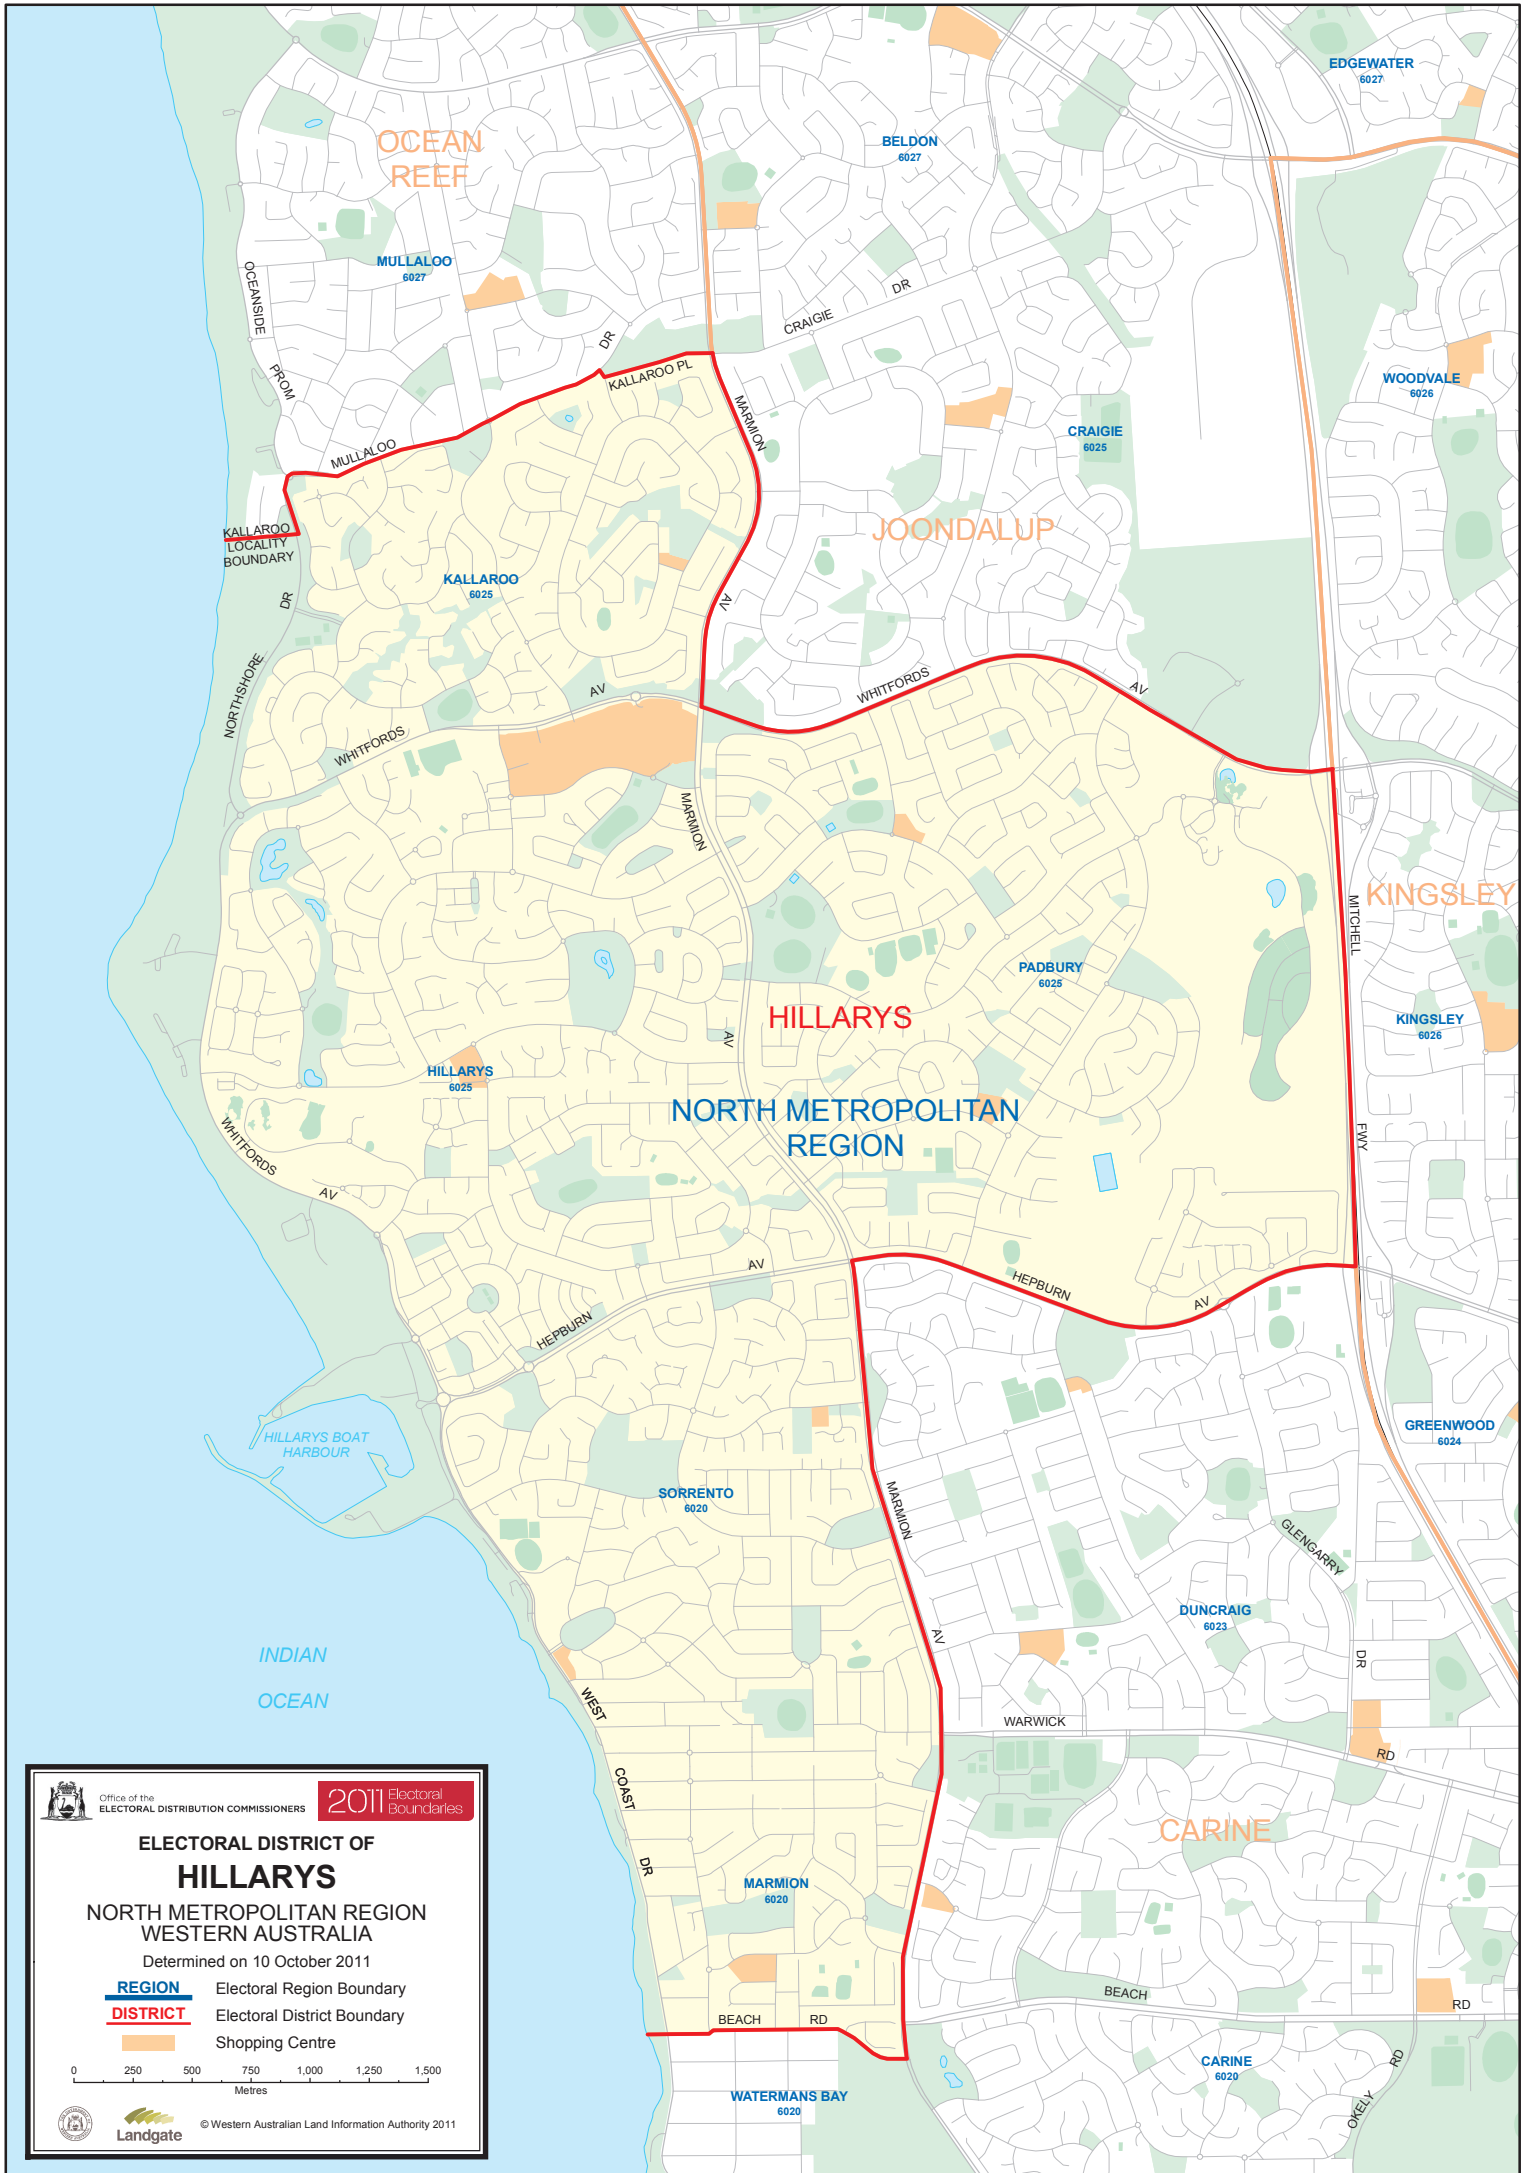 EDGEWATER
6027
OCEAN
REEF
BELDON
6027
MULLALOO
6027
OCEANSIDE
PROM
CRAIGIE
DR
DR
KALLAROO PL
WOODVALE
6026
MARMION
CRAIGIE
6025
MULLALOO
JOONDALUP
KALLAROO
LOCALITY
BOUNDARY
KALLAROO
6025
DR
AV
NORTHSHORE
AV
WHITFORDS
AV
WHITFORDS
MARMION
KINGSLEY
MITCHELL
PADBURY
6025
HILLARYS
KINGSLEY
6026
AV
HILLARYS
6025
NORTH METROPOLITAN
REGION
FWY
WHITFORDS
AV
AV
HEPBURN
AV
HEPBURN
HILLARYS BOAT
HARBOUR
GREENWOOD
6024
SORRENTO
6020
MARMION
GLENGARRY
DUNCRAIG
6023
AV
DR
INDIAN
OCEAN
WEST
WARWICK
RD
COAST
DR
CARINE
MARMION
6020
BEACH
RD
BEACH
RD
CARINE
6020
RD
OKELY
WATERMANS BAY
6020
Office of the
ELECTORAL DISTRIBUTION COMMISSIONERS
2011 Electoral
Boundaries
ELECTORAL DISTRICT OF
HILLARYS
NORTH METROPOLITAN REGION
WESTERN AUSTRALIA
Determined on 10 October 2011
REGION Electoral Region Boundary
DISTRICT Electoral District Boundary
Shopping Centre
0 250 500 750 1,000 1,250 1,500
Metres
Landgate
© Western Australian Land Information Authority 2011